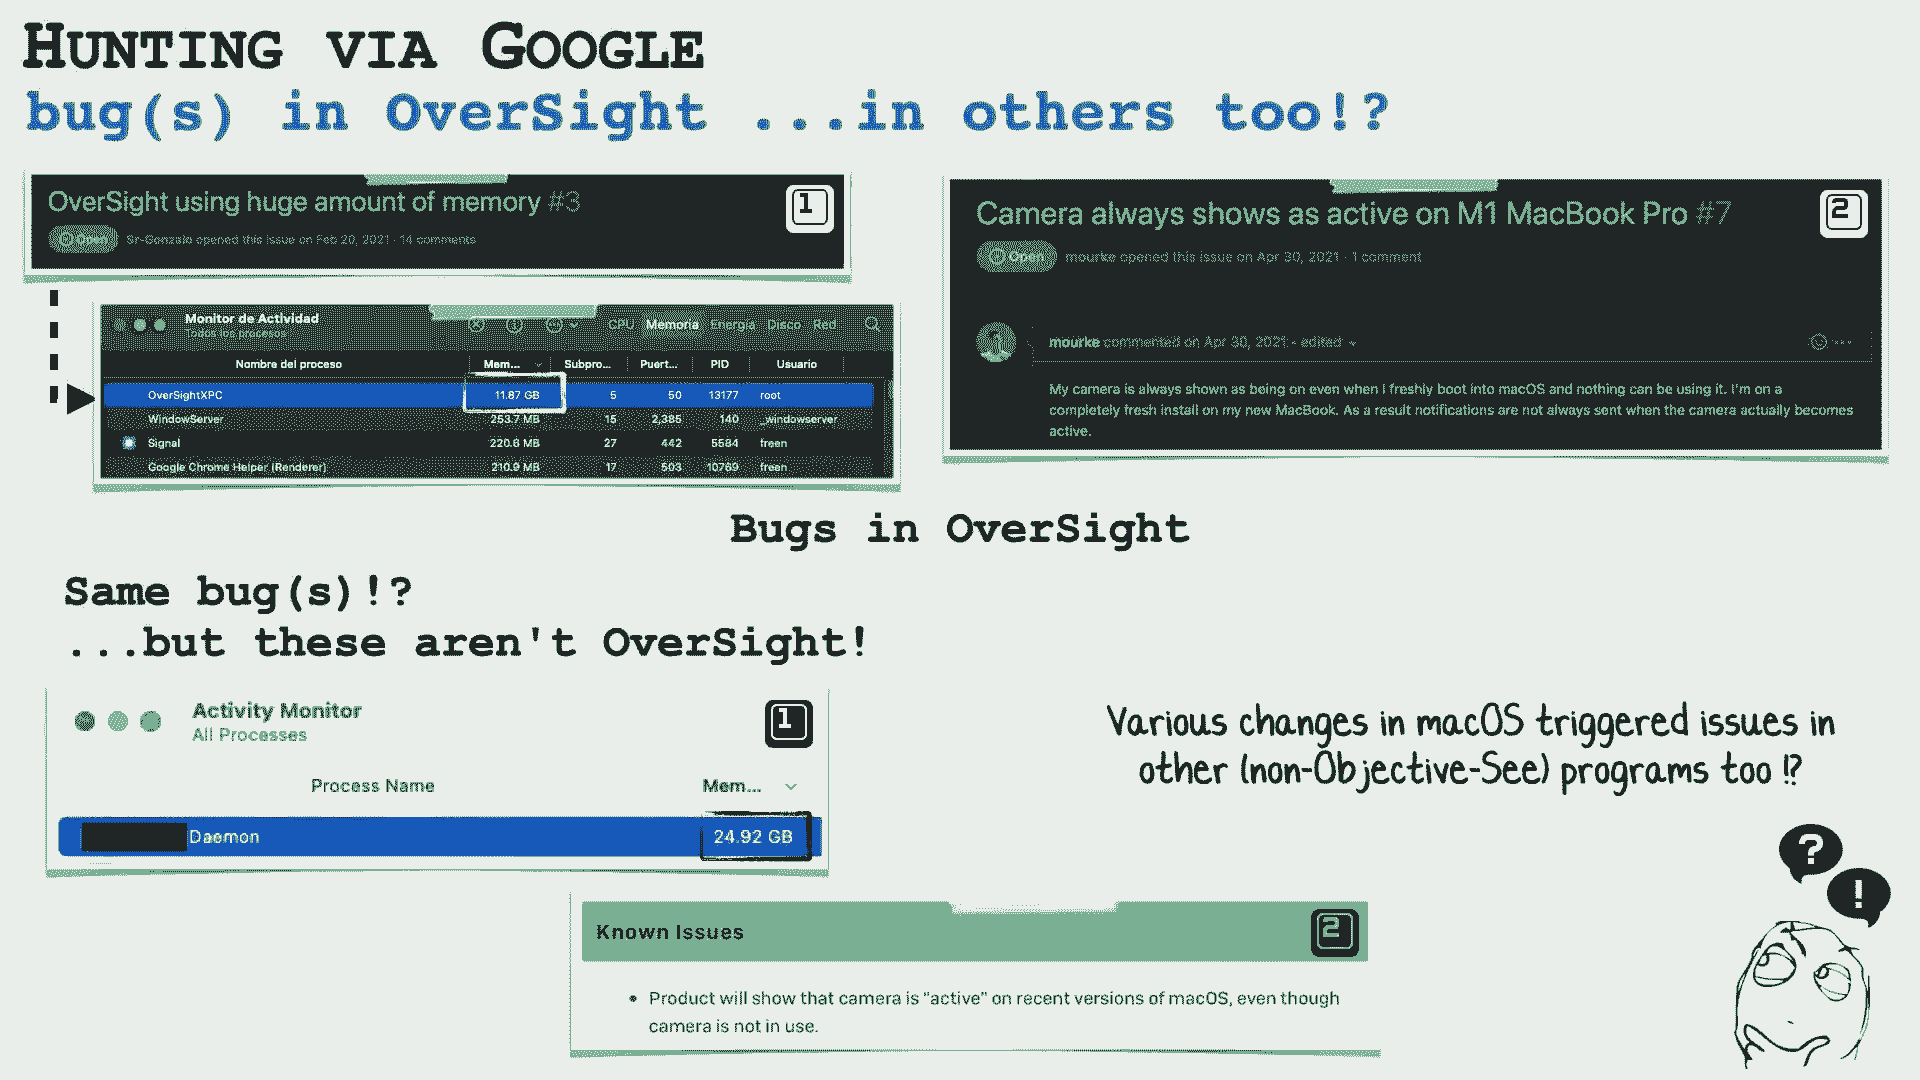 HUNTING VIA GOOGLE
bug(s) in OverSight ...in others too!?
OverSight using huge amount of memory #3
1
Open Sr-Gonzalo opened this issue on Feb 20, 2021 · 14 comments
Monitor de Actividad
Todos los procesos
CPU Memoria Energía Disco Red
Nombre del proceso Mem... Subpro... Puert... PID Usuario
OverSightXPC 11.87 GB 5 50 13177 root
WindowServer 253.7 MB 15 2,385 140 _windowserver
Signal 220.6 MB 27 442 5584 freen
Google Chrome Helper (Renderer) 210.9 MB 17 503 10769 freen
Camera always shows as active on M1 MacBook Pro #7
2
Open mourke opened this issue on Apr 30, 2021 · 1 comment
mourke commented on Apr 30, 2021 • edited
My camera is always shown as being on even when I freshly boot into macOS and nothing can be using it. I'm on a
completely fresh install on my new MacBook. As a result notifications are not always sent when the camera actually becomes
active.
Bugs in OverSight
Same bug(s)!?
...but these aren't OverSight!
Activity Monitor
All Processes
1
Process Name Mem...
Daemon 24.92 GB
Various changes in macOS triggered issues in
other (non-Objective-See) programs too !?
? 
!
Known Issues
2
• Product will show that camera is "active" on recent versions of macOS, even though
camera is not in use.